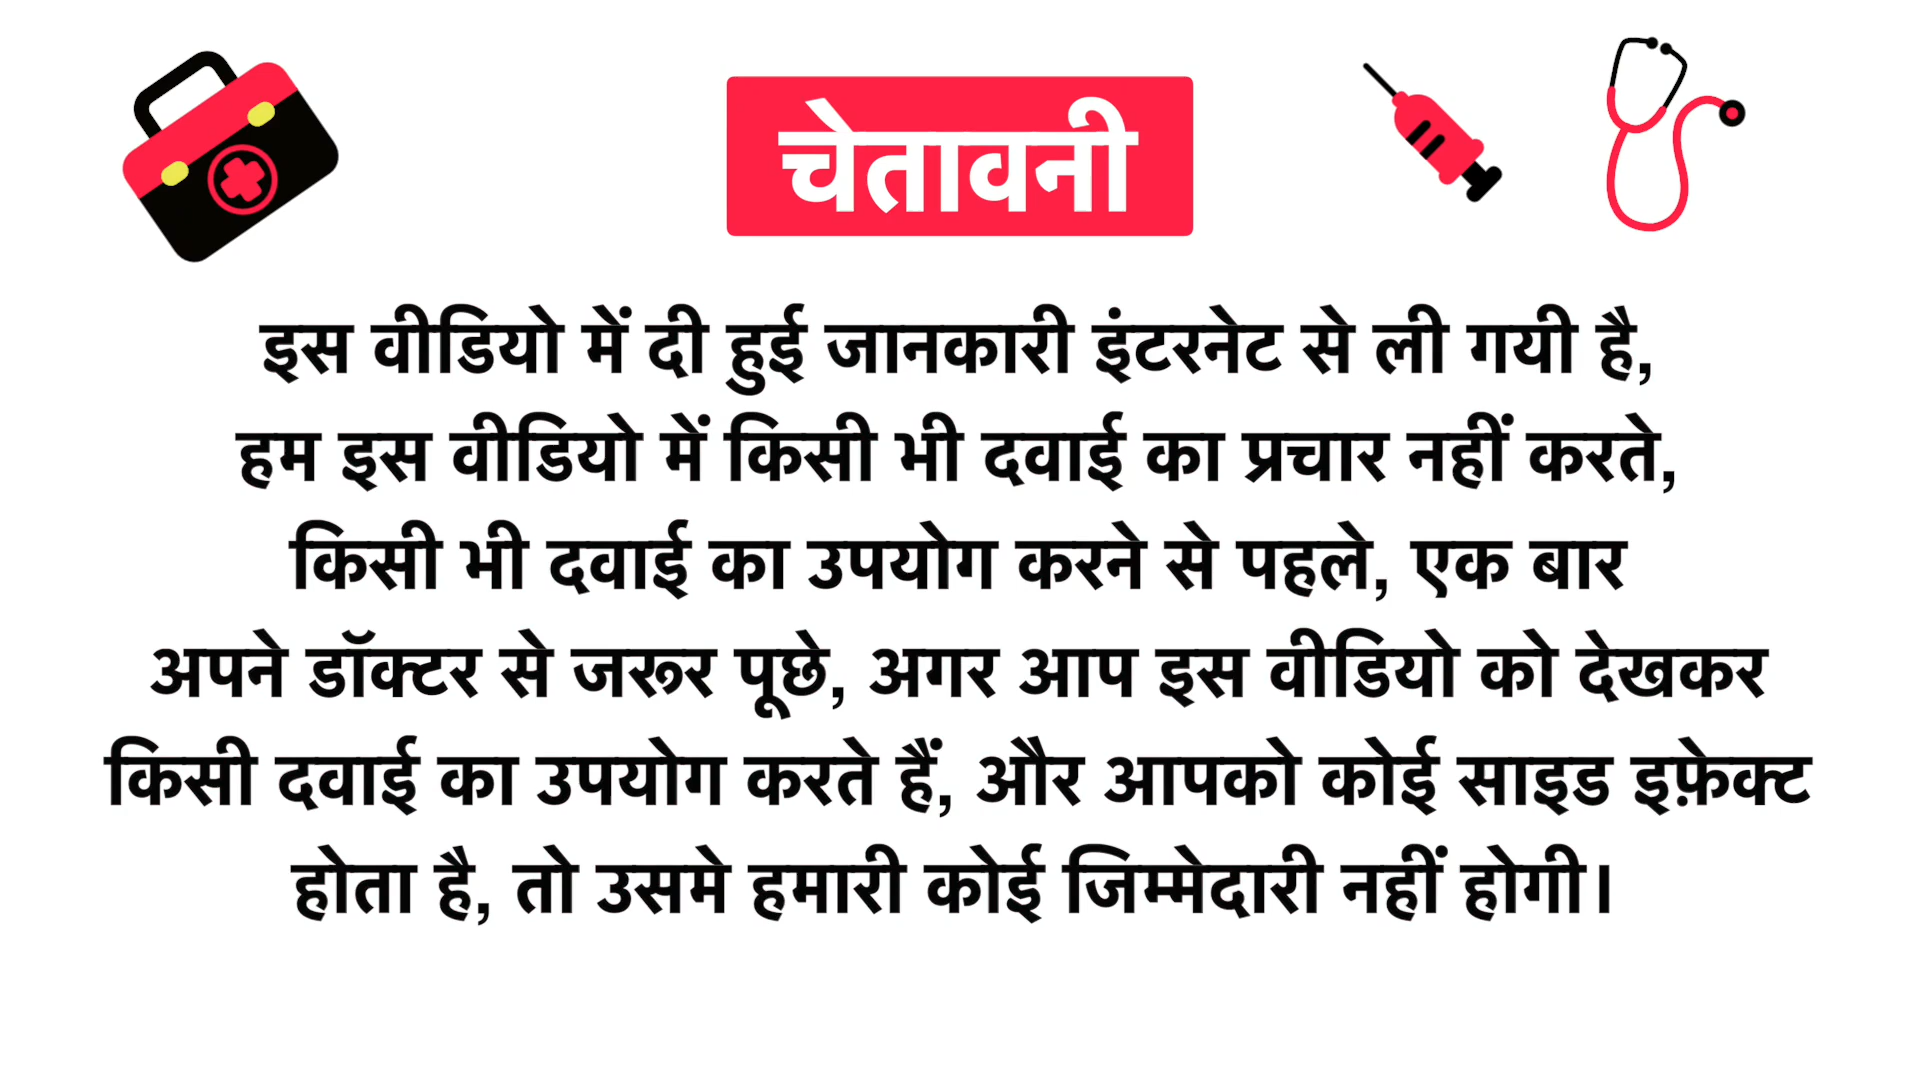 चेतावनी
इस वीडियो में दी हुई जानकारी इंटरनेट से ली गयी है,
हम इस वीडियो में किसी भी दवाई का प्रचार नहीं करते,
किसी भी दवाई का उपयोग करने से पहले, एक बार
अपने डॉक्टर से जरूर पूछे, अगर आप इस वीडियो को देखकर
किसी दवाई का उपयोग करते हैं, और आपको कोई साइड इफ़ेक्ट
होता है, तो उसमे हमारी कोई जिम्मेदारी नहीं होगी।